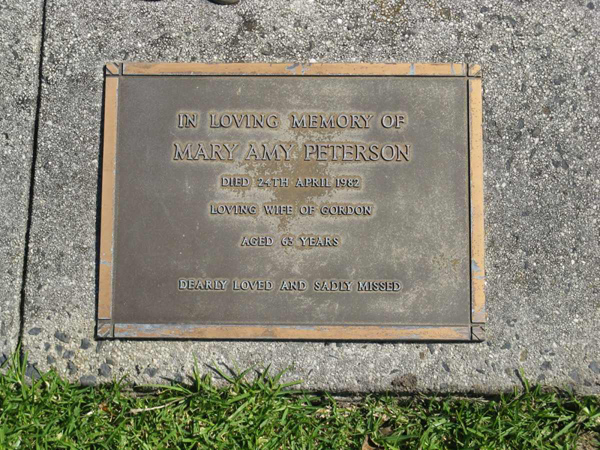 IN LOVING MEMORY OF
MARY AMY PETERSON
DIED 24TH APRIL 1982
LOVING WIFE OF GORDON
AGED 63 YEARS
DEARLY LOVED AND SADLY MISSED